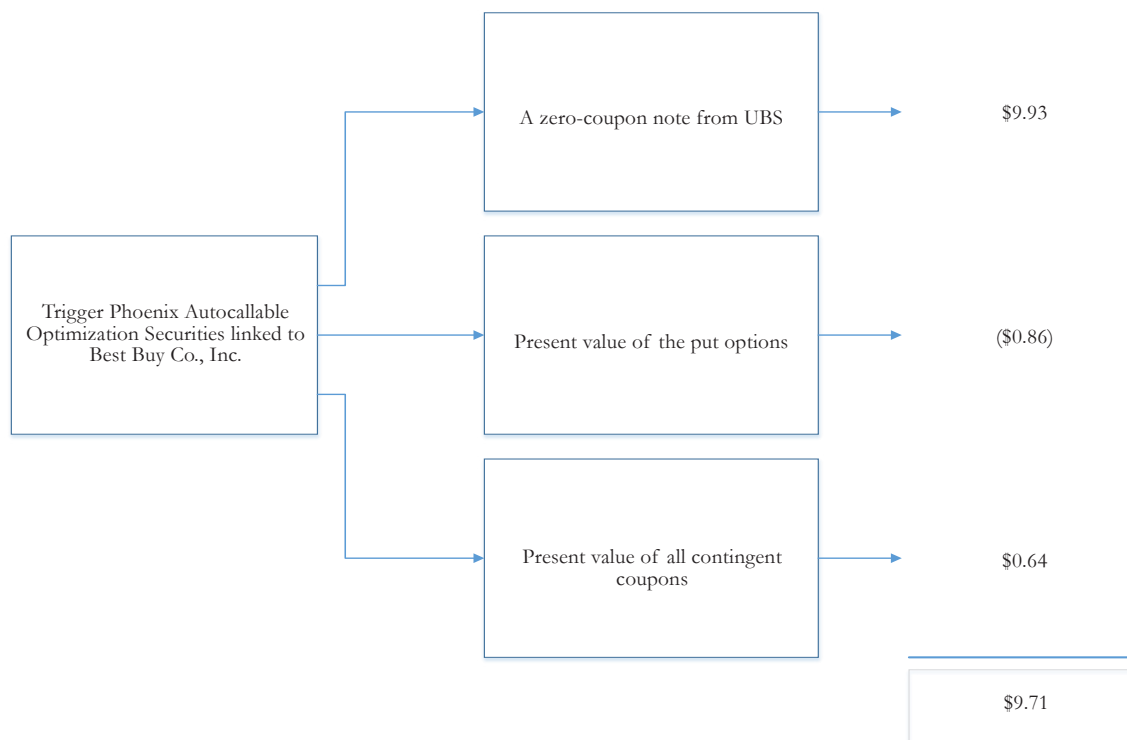 A zero-coupon note from UBS
$9.93
Trigger Phoenix Autocallable
Optimization Securities linked to
Best Buy Co., Inc.
Present value of the put options
($0.86)
Present value of all contingent
coupons
$0.64
$9.71